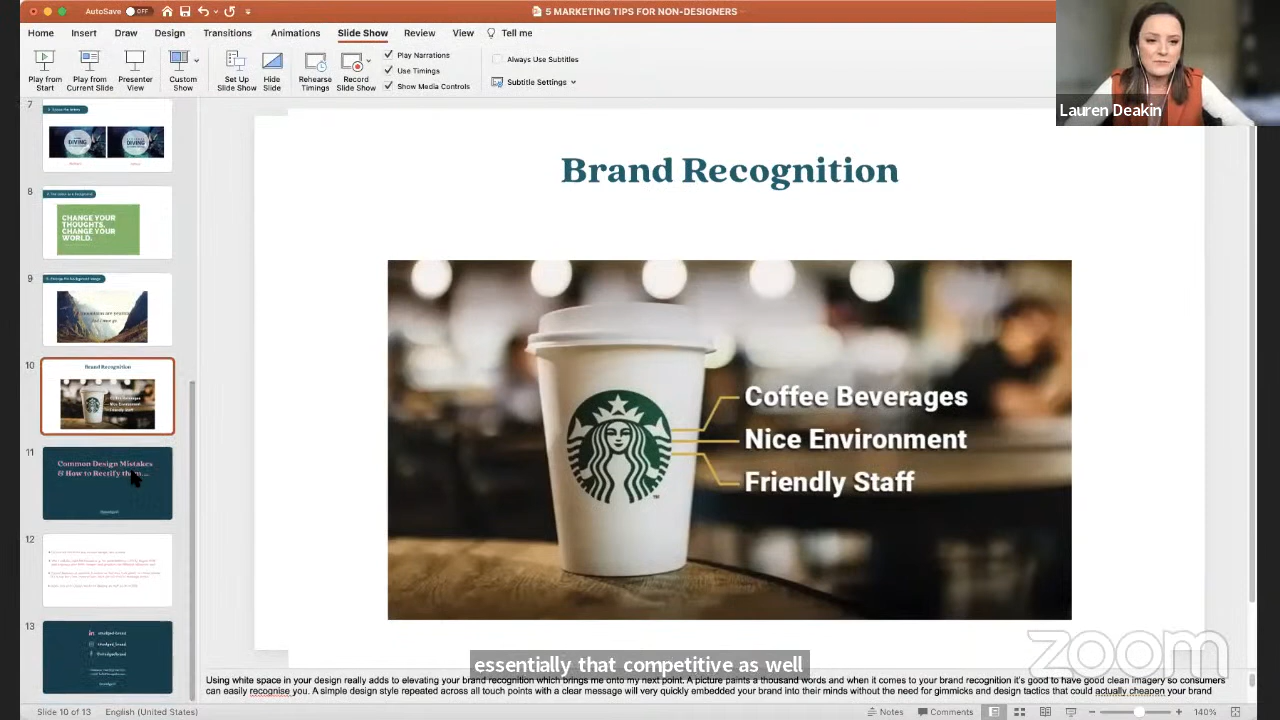 AutoSave OFF
5 MARKETING TIPS FOR NON-DESIGNERS
Home Insert Draw Design Transitions Animations Slide Show Review View Tell me
Play from Start
Play from Current Slide
Presenter View
Custom Show
Set Up Slide Show
Hide Slide
Rehearse Timings
Record Slide Show
Play Narrations
Use Timings
Show Media Controls
Always Use Subtitles
Subtitle Settings
Lauren Deakin
7
DIVING
DIVING
8
CHANGE YOUR
THOUGHTS.
CHANGE YOUR
WORLD.
9
10
Brand Recognition
Coffee Beverages
Nice Environment
Friendly Staff
11
Common Design Mistakes
& How to Rectify them...
12
13
Brand Recognition
Coffee Beverages
Nice Environment
Friendly Staff
TM
zoom
essentially that competitive as well
Using white space in your design really adds to elevating your brand recognition which brings me onto my next point. A picture paints a thousand words and when it comes to your brand recognition it's good to have good clean imagery so consumers
can easily recognise you. A simple design style repeated across all touch points with a clear message will very quickly embedded your brand into their minds without the need for gimmicks and design tactics that could actually cheapen your brand
Slide 10 of 13 English (United States) Notes Comments 140%